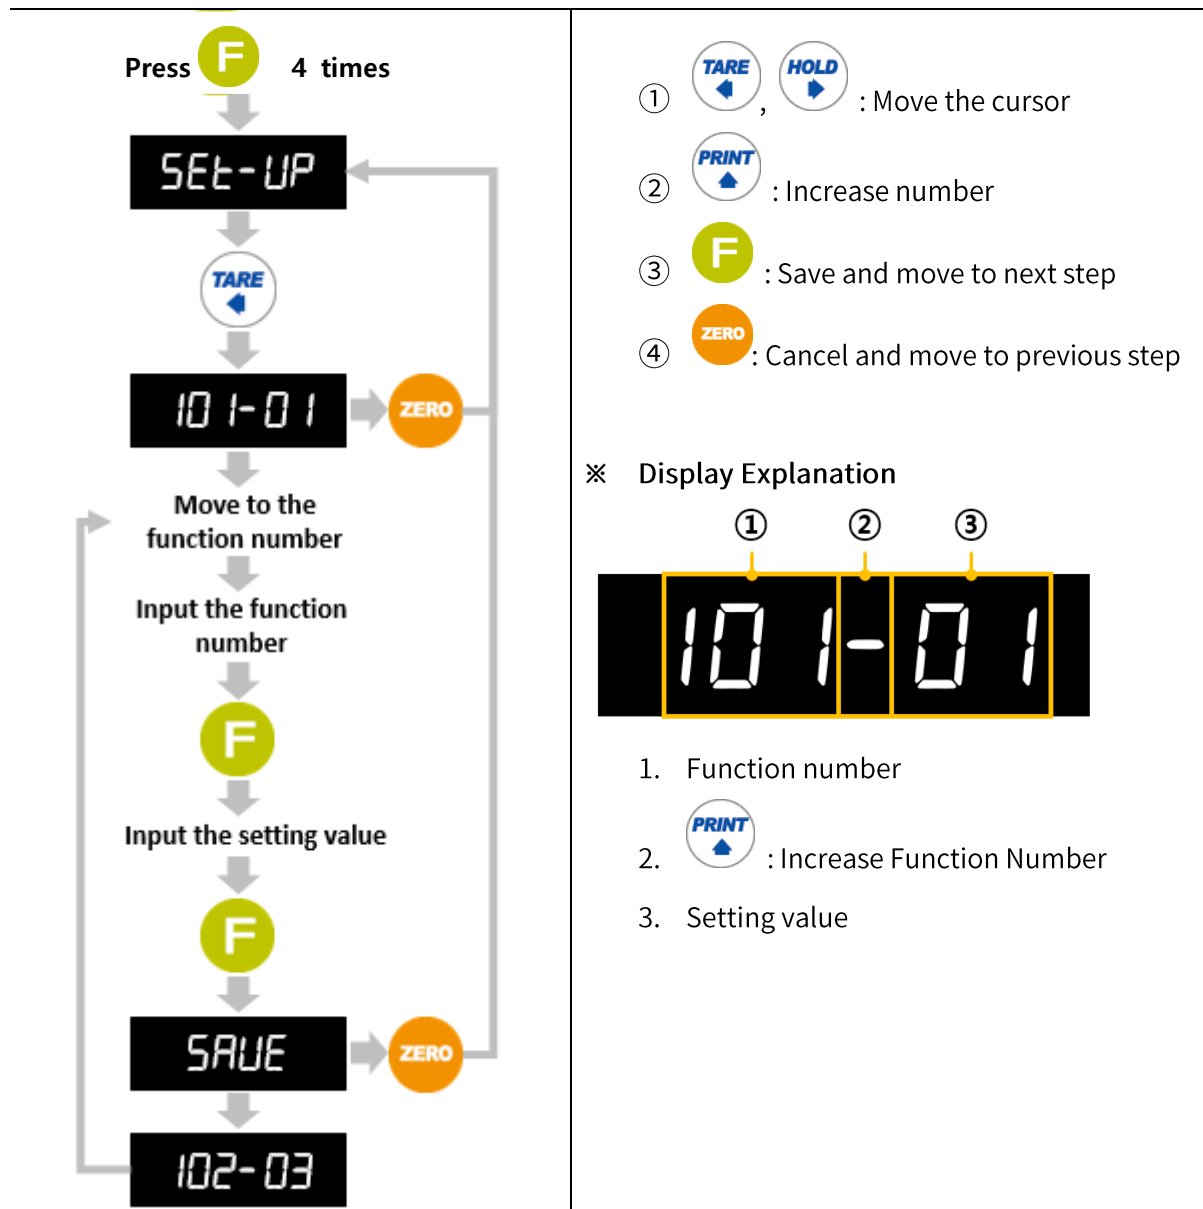 Press F 4 times
SEt-UP
TARE
101-01
ZERO
Move to the
function number
Input the function
number
F
Input the setting value
F
SAVE
ZERO
102-03
① TARE , HOLD : Move the cursor
② PRINT : Increase number
③ F : Save and move to next step
④ ZERO : Cancel and move to previous step
※ Display Explanation
① ② ③
101-01
1. Function number
2. PRINT : Increase Function Number
3. Setting value